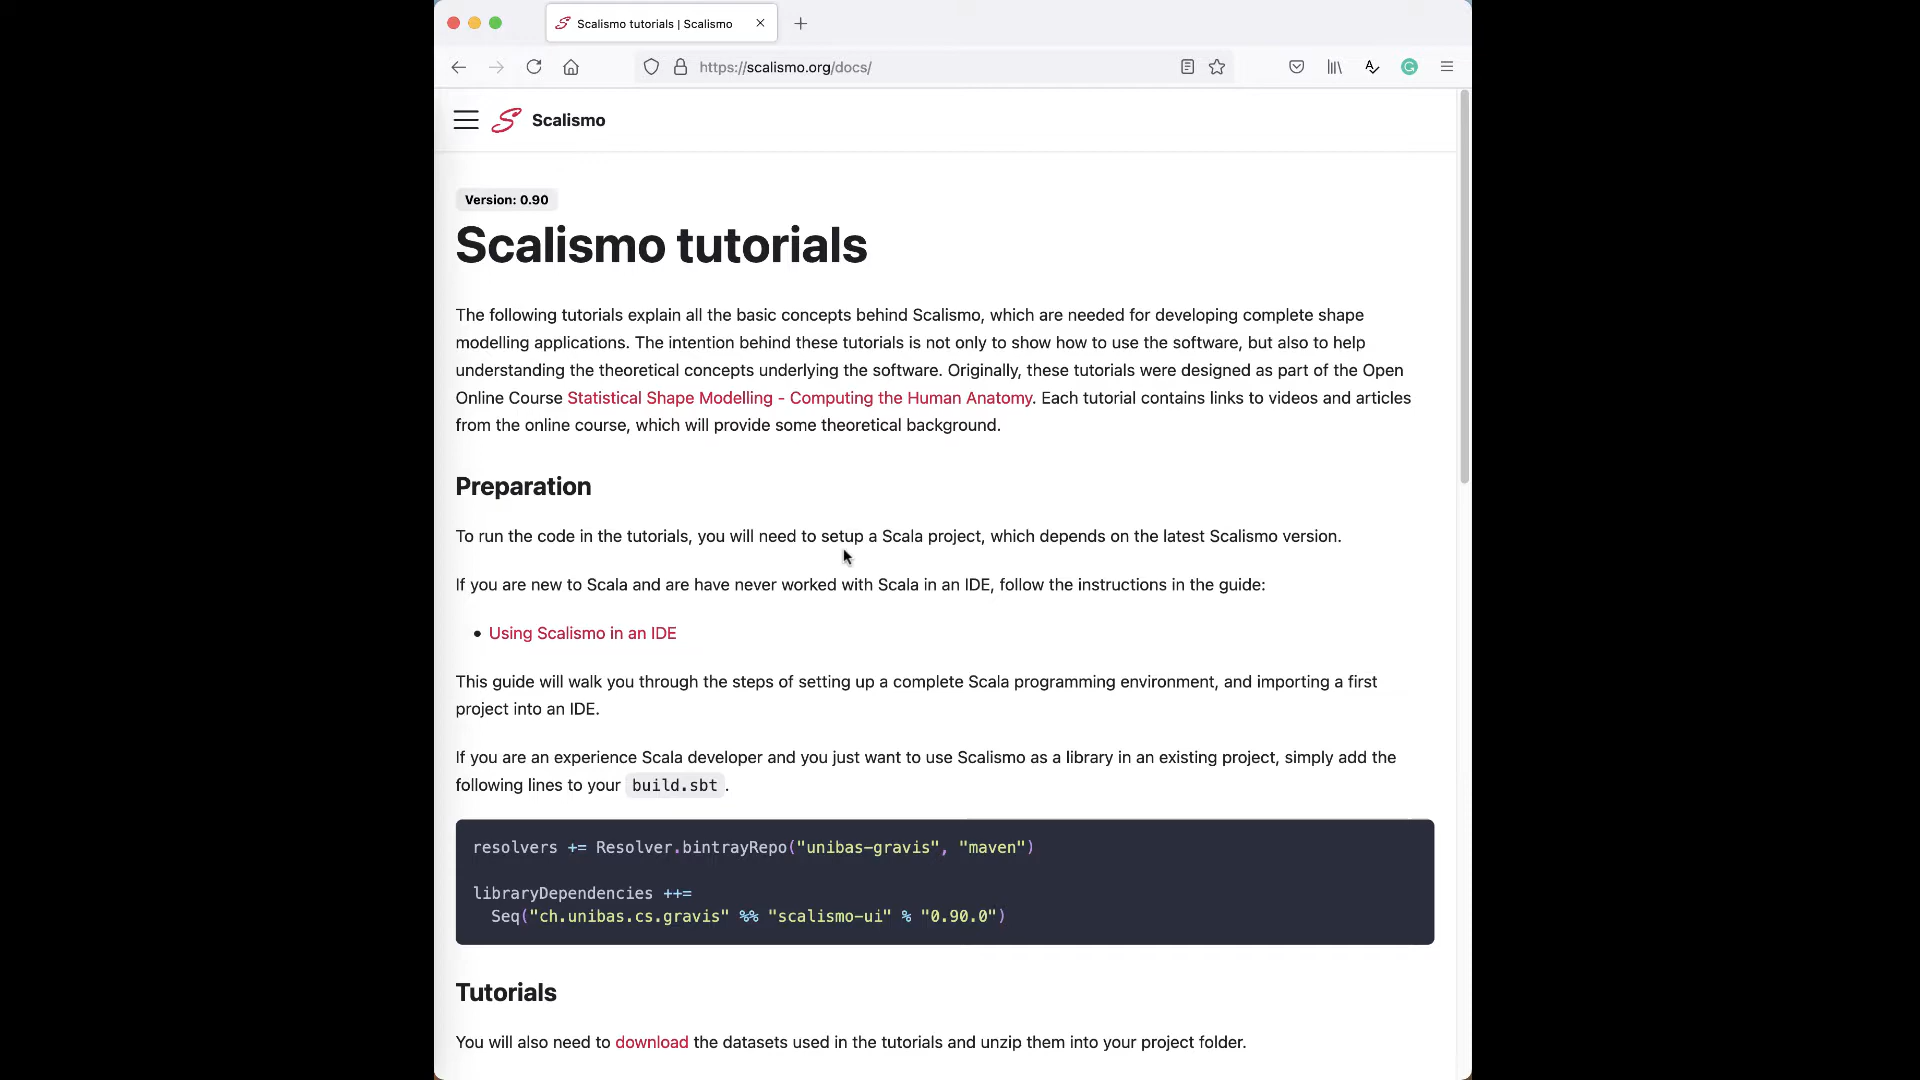 Scalismo tutorials | Scalismo
https://scalismo.org/docs/
Scalismo
Version: 0.90
Scalismo tutorials
The following tutorials explain all the basic concepts behind Scalismo, which are needed for developing complete shape
modelling applications. The intention behind these tutorials is not only to show how to use the software, but also to help
understanding the theoretical concepts underlying the software. Originally, these tutorials were designed as part of the Open
Online Course Statistical Shape Modelling - Computing the Human Anatomy. Each tutorial contains links to videos and articles
from the online course, which will provide some theoretical background.
Preparation
To run the code in the tutorials, you will need to setup a Scala project, which depends on the latest Scalismo version.
If you are new to Scala and are have never worked with Scala in an IDE, follow the instructions in the guide:
• Using Scalismo in an IDE
This guide will walk you through the steps of setting up a complete Scala programming environment, and importing a first
project into an IDE.
If you are an experience Scala developer and you just want to use Scalismo as a library in an existing project, simply add the
following lines to your build.sbt.
resolvers += Resolver.bintrayRepo("unibas-gravis", "maven")
libraryDependencies ++=
Seq("ch.unibas.cs.gravis" %% "scalismo-ui" % "0.90.0")
Tutorials
You will also need to download the datasets used in the tutorials and unzip them into your project folder.